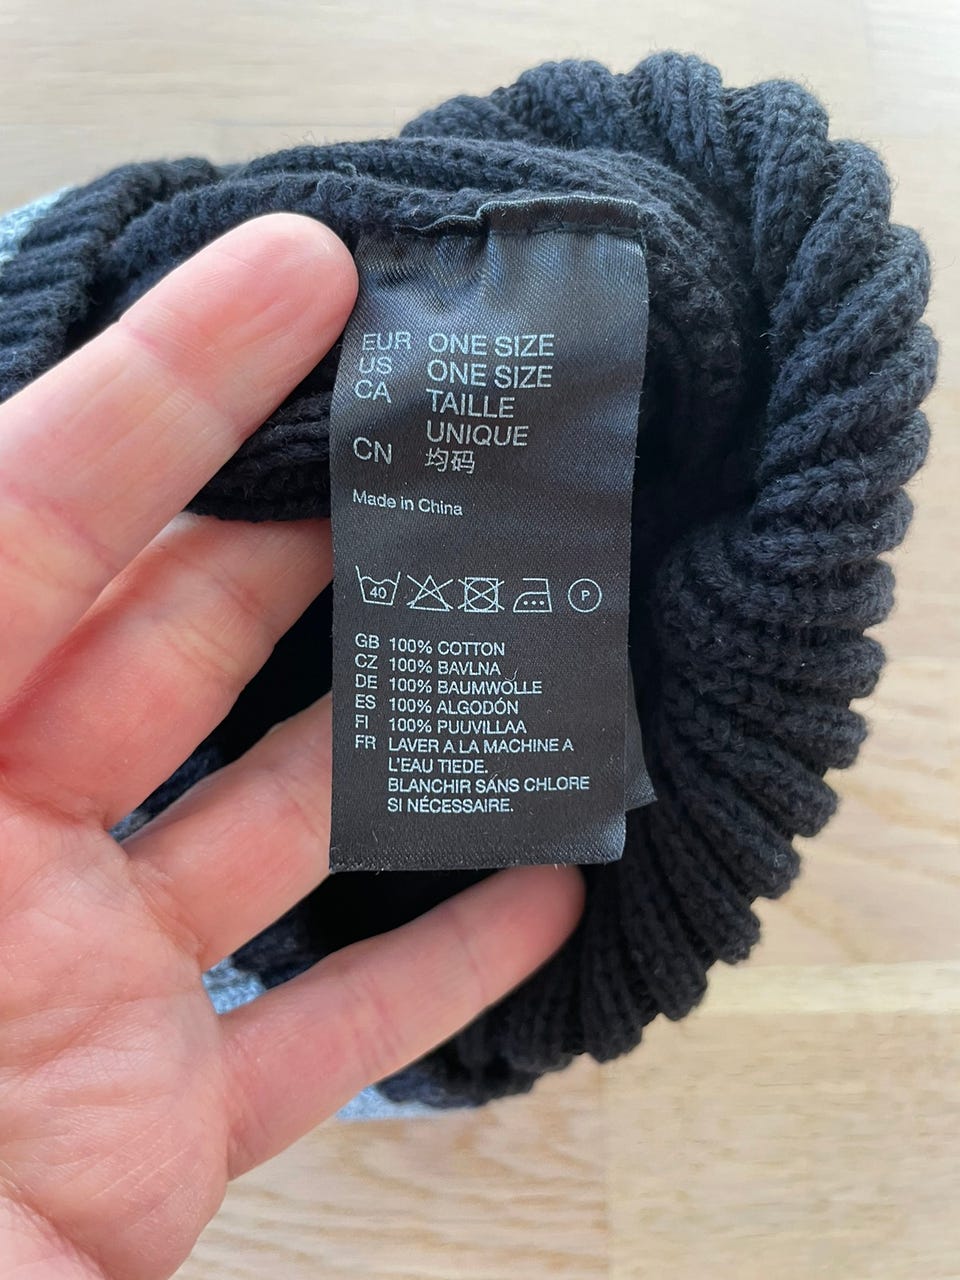 EUR ONE SIZE
US ONE SIZE
CA TAILLE
UNIQUE
CN 均码
Made in China
40 P
GB 100% COTTON
CZ 100% BAVLNA
DE 100% BAUMWOLLE
ES 100% ALGODÓN
FI 100% PUUVILLAA
FR LAVER A LA MACHINE A
L'EAU TIEDE.
BLANCHIR SANS CHLORE
SI NÉCESSAIRE.